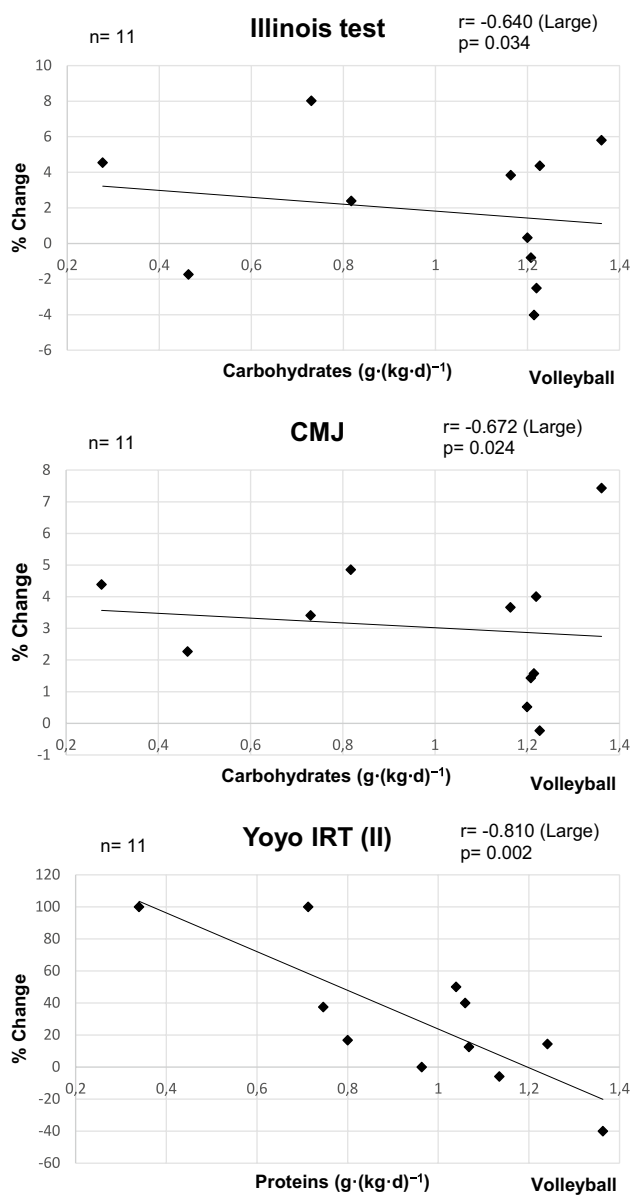 n= 11
Illinois test
r= -0.640 (Large)
p= 0.034
% Change
10
8
6
4
2
0
-2
-4
-6
0,2
0,4
0,6
0,8
1
1,2
1,4
Carbohydrates (g·(kg·d)⁻¹
Volleyball
n= 11
CMJ
r= -0.672 (Large)
p= 0.024
% Change
8
7
6
5
4
3
2
1
0
-1
0,2
0,4
0,6
0,8
1
1,2
1,4
Carbohydrates (g·(kg·d)⁻¹
Volleyball
n= 11
Yoyo IRT (II)
r= -0.810 (Large)
p= 0.002
% Change
120
100
80
60
40
20
0
-20
-40
-60
0,2
0,4
0,6
0,8
1
1,2
1,4
Proteins (g·(kg·d)⁻¹
Volleyball